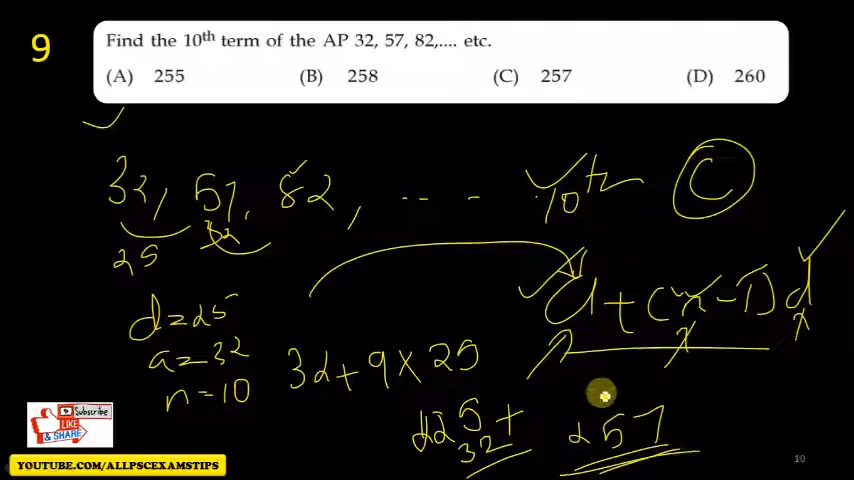 9
Find the 10th term of the AP 32, 57, 82,.... etc.
(A) 255 (B) 258 (C) 257 (D) 260
32, 57, 82, --- - 10th C
32
25
a + (n-1) d
d=25
a=32
n=10
32+9×25
225+
32
257
Subscribe
LIKE
& SHARE
YOUTUBE.COM/ALLPSCEXAMSTIPS
10